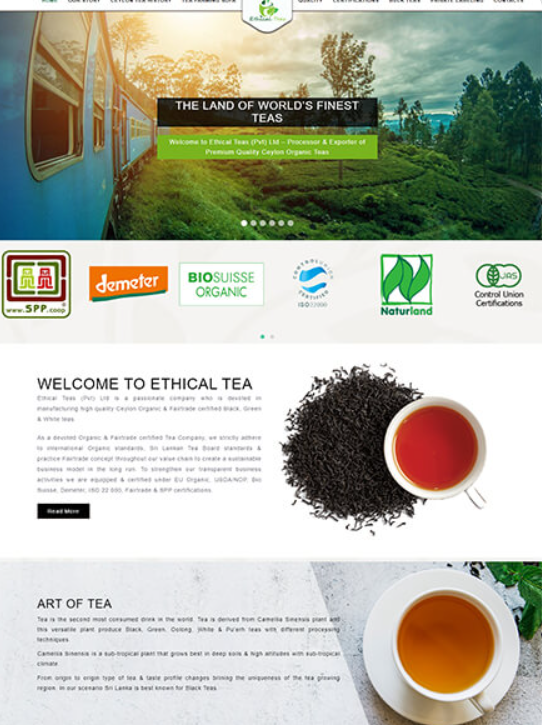 HOME OUR STORY CEYLON TEA HISTORY TEA FARMING SOFA QUALITY CERTIFICATIONS BULK TEAS PRIVATE LABELING CONTACTS
Ethical Teas
THE LAND OF WORLD'S FINEST
TEAS
Welcome to Ethical Teas (Pvt) Ltd – Processor & Exporter of
Premium Quality Ceylon Organic Teas
www.SPP.coop
demeter
BIOSUISSE
ORGANIC
CONTROL UNION
CERTIFIED
ISO 22000
Naturland
JAS
Control Union
Certifications
WELCOME TO ETHICAL TEA
Ethical Teas (Pvt) Ltd is a passionate company who is devoted in
manufacturing high quality Ceylon Organic & Fairtrade certified Black, Green
& White teas.
As a devoted Organic & Fairtrade certified Tea Company, we strictly adhere
to International Organic standards, Sri Lankan Tea Board standards &
practice Fairtrade concept throughout our value chain to create a sustainable
business model in the long run. To strengthen our transparent business
activities we are equipped & certified under EU Organic, USDA/NOP, Bio
Suisse, Demeter, ISO 22 000, Fairtrade & SPP certifications.
Read More
ART OF TEA
Tea is the second most consumed drink in the world. Tea is derived from Camellia Sinensis plant and
this versatile plant produce Black, Green, Oolong, White & Pu'erh teas with different processing
techniques.
Camellia Sinensis is a sub-tropical plant that grows best in deep soils & high altitudes with sub-tropical
climate.
From origin to origin type of tea & taste profile changes brining the uniqueness of the tea growing
region. In our scenario Sri Lanka is best known for Black Teas.